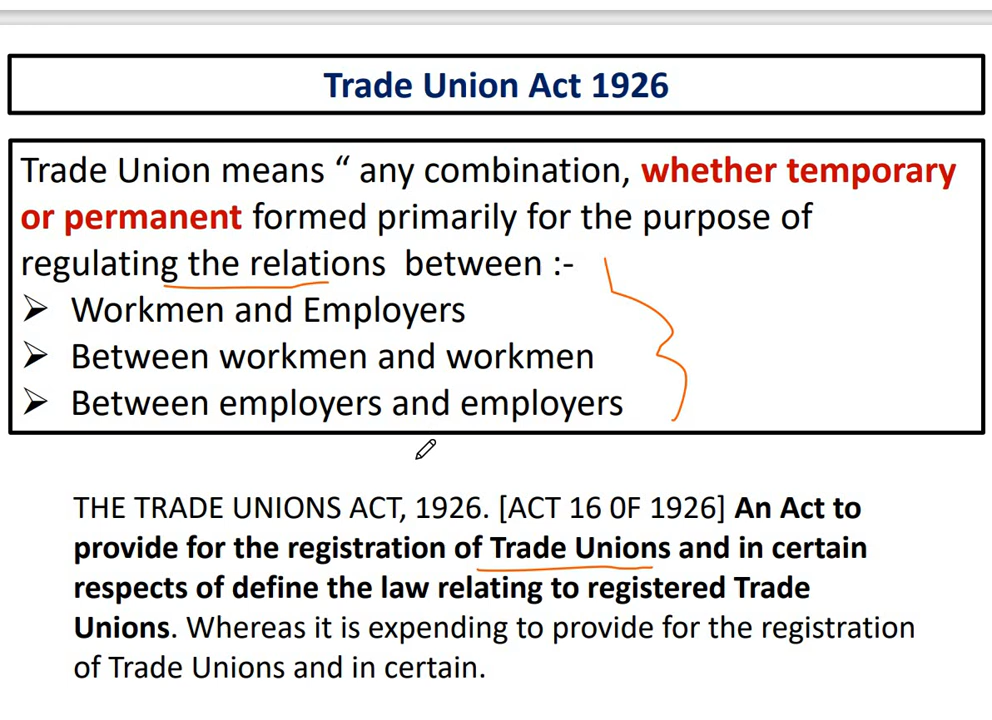 Trade Union Act 1926
Trade Union means “ any combination, whether temporary
or permanent formed primarily for the purpose of
regulating the relations between :-
➢ Workmen and Employers
➢ Between workmen and workmen
➢ Between employers and employers
THE TRADE UNIONS ACT, 1926. [ACT 16 0F 1926] An Act to
provide for the registration of Trade Unions and in certain
respects of define the law relating to registered Trade
Unions. Whereas it is expending to provide for the registration
of Trade Unions and in certain.